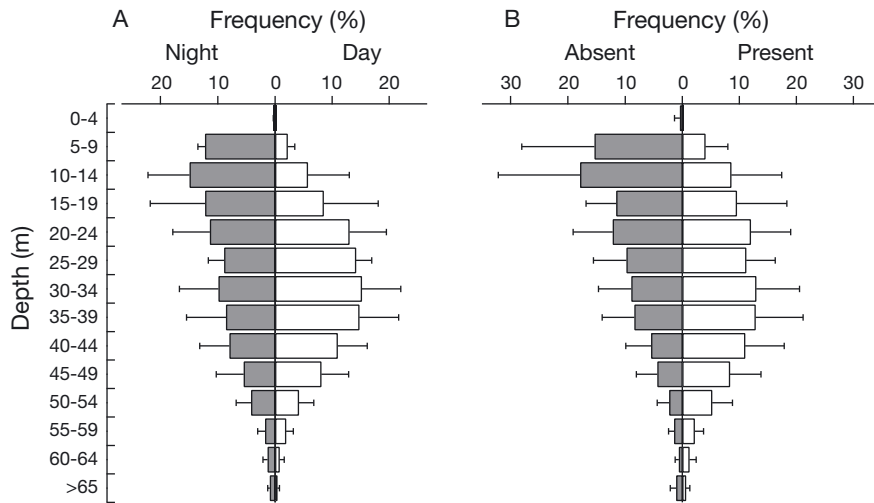 A Frequency (%)
Night Day
20 10 0 10 20
B Frequency (%)
Absent Present
30 20 10 0 10 20 30
Depth (m)
0-4
5-9
10-14
15-19
20-24
25-29
30-34
35-39
40-44
45-49
50-54
55-59
60-64
>65